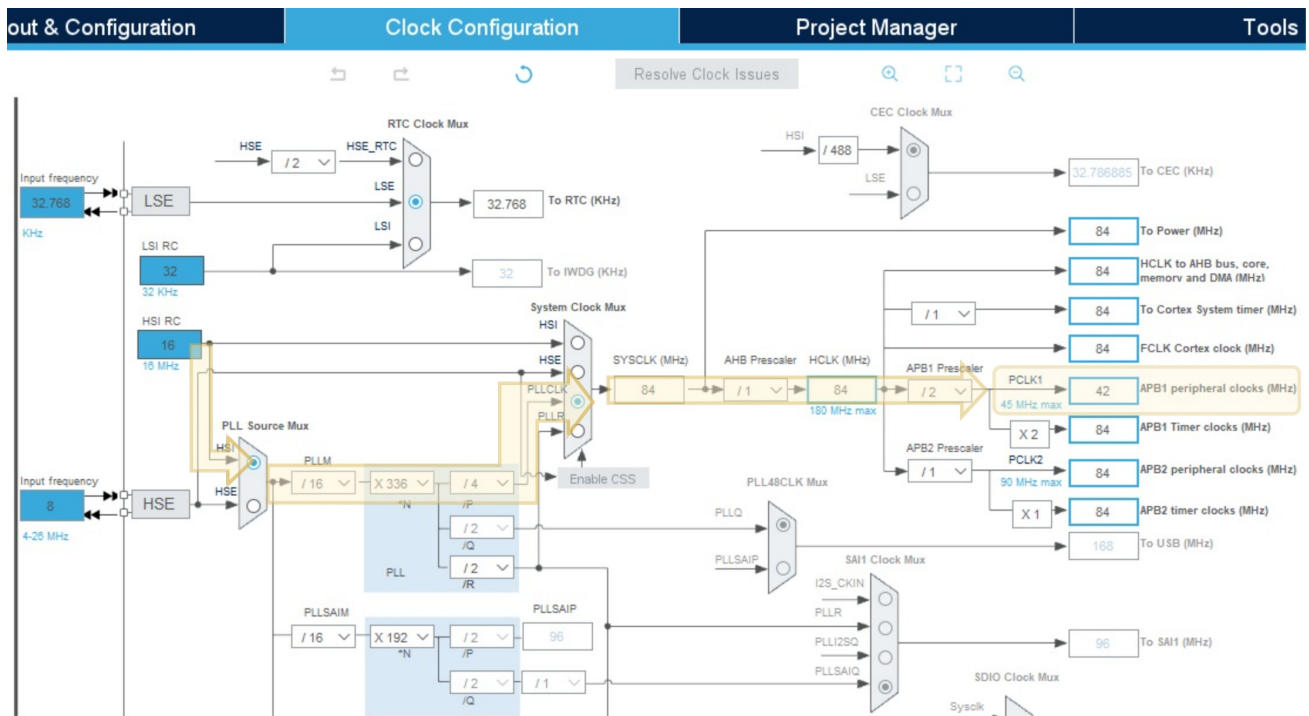 out & Configuration
Clock Configuration
Project Manager
Tools
Resolve Clock Issues
RTC Clock Mux
HSE
/ 2
HSE_RTC
LSE
LSI
Input frequency
32.768
KHz
LSE
32.768
To RTC (KHz)
LSI RC
32
32 KHz
32
To IWDG (KHz)
HSI RC
16
16 MHz
System Clock Mux
HSI
HSE
PLLCLK
PLLR
Enable CSS
CEC Clock Mux
HSI
/ 488
LSE
32.786885
To CEC (KHz)
84
To Power (MHz)
84
HCLK to AHB bus, core,
memory and DMA (MHz)
/ 1
84
To Cortex System timer (MHz)
84
FCLK Cortex clock (MHz)
SYSCLK (MHz)
84
AHB Prescaler
/ 1
HCLK (MHz)
84
180 MHz max
APB1 Prescaler
/ 2
PCLK1
45 MHz max
42
APB1 peripheral clocks (MHz)
X 2
84
APB1 Timer clocks (MHz)
APB2 Prescaler
/ 1
PCLK2
90 MHz max
84
APB2 peripheral clocks (MHz)
X 1
84
APB2 timer clocks (MHz)
PLL Source Mux
HSI
HSE
Input frequency
8
4-26 MHz
HSE
PLLM
/ 16
X 336
*N
/ 4
/P
/ 2
/Q
/ 2
/R
PLL
PLL48CLK Mux
PLLQ
PLLSAIP
168
To USB (MHz)
SAI1 Clock Mux
I2S_CKIN
PLLR
PLLI2SQ
PLLSAIQ
96
To SAI1 (MHz)
PLLSAIM
/ 16
X 192
*N
/ 2
/P
PLLSAIP
96
/ 2
/Q
/ 1
SDIO Clock Mux
Sysclk